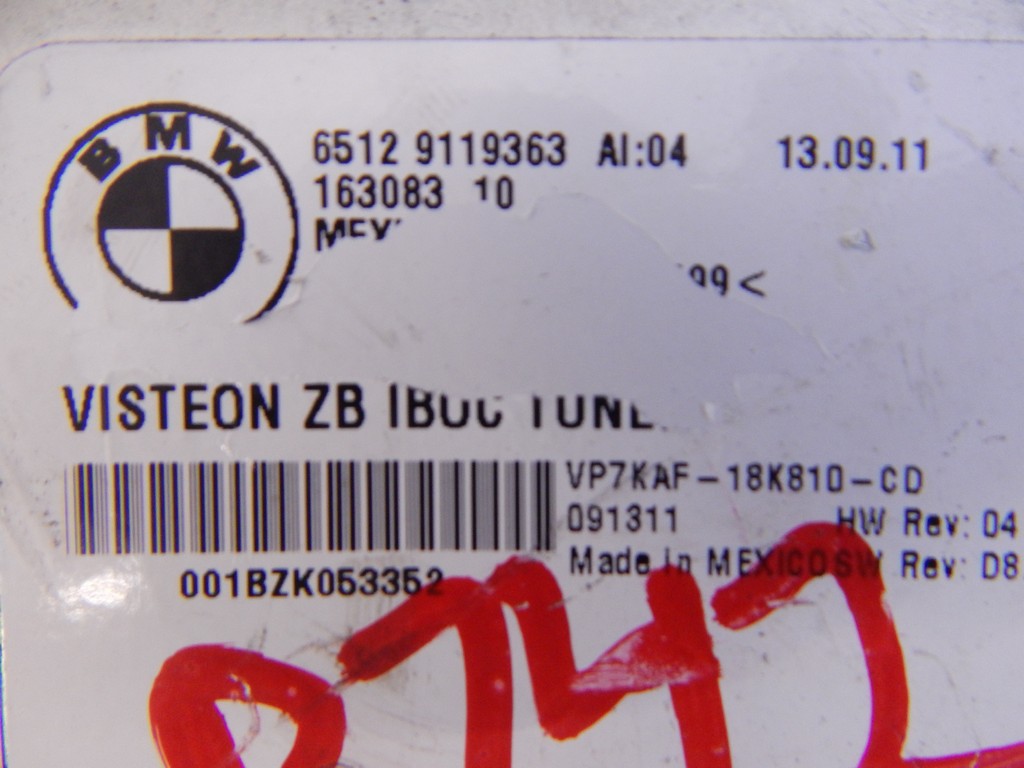 BMW
6512 9119363 AI:04 13.09.11
163083 10
99<
VISTEON ZB
VP7KAF-18K810-CD
091311 HW Rev: 04
Made in MEXICO SW Rev: D8
001BZK053352